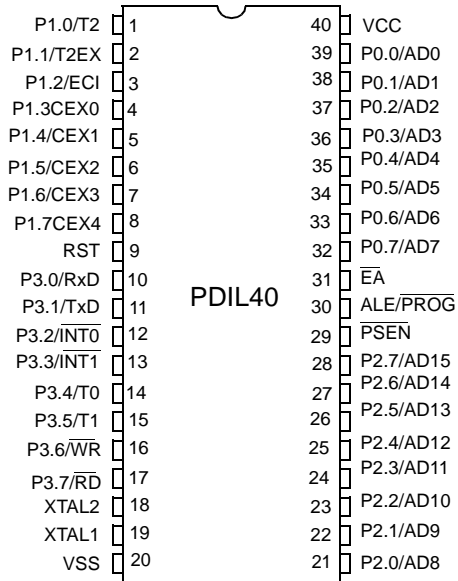 P1.0/T2 1 40 VCC
P1.1/T2EX 2 39 P0.0/AD0
P1.2/ECI 3 38 P0.1/AD1
P1.3CEX0 4 37 P0.2/AD2
P1.4/CEX1 5 36 P0.3/AD3
P1.5/CEX2 6 35 P0.4/AD4
P1.6/CEX3 7 34 P0.5/AD5
P1.7CEX4 8 33 P0.6/AD6
RST 9 32 P0.7/AD7
P3.0/RxD 10 31 E̅A̅
P3.1/TxD 11 30 ALE/P̅R̅O̅G̅
PDIL40
P3.2/I̅N̅T̅0̅ 12 29 P̅S̅E̅N̅
P3.3/I̅N̅T̅1̅ 13 28 P2.7/AD15
P3.4/T0 14 27 P2.6/AD14
P3.5/T1 15 26 P2.5/AD13
P3.6/W̅R̅ 16 25 P2.4/AD12
P3.7/R̅D̅ 17 24 P2.3/AD11
XTAL2 18 23 P2.2/AD10
XTAL1 19 22 P2.1/AD9
VSS 20 21 P2.0/AD8